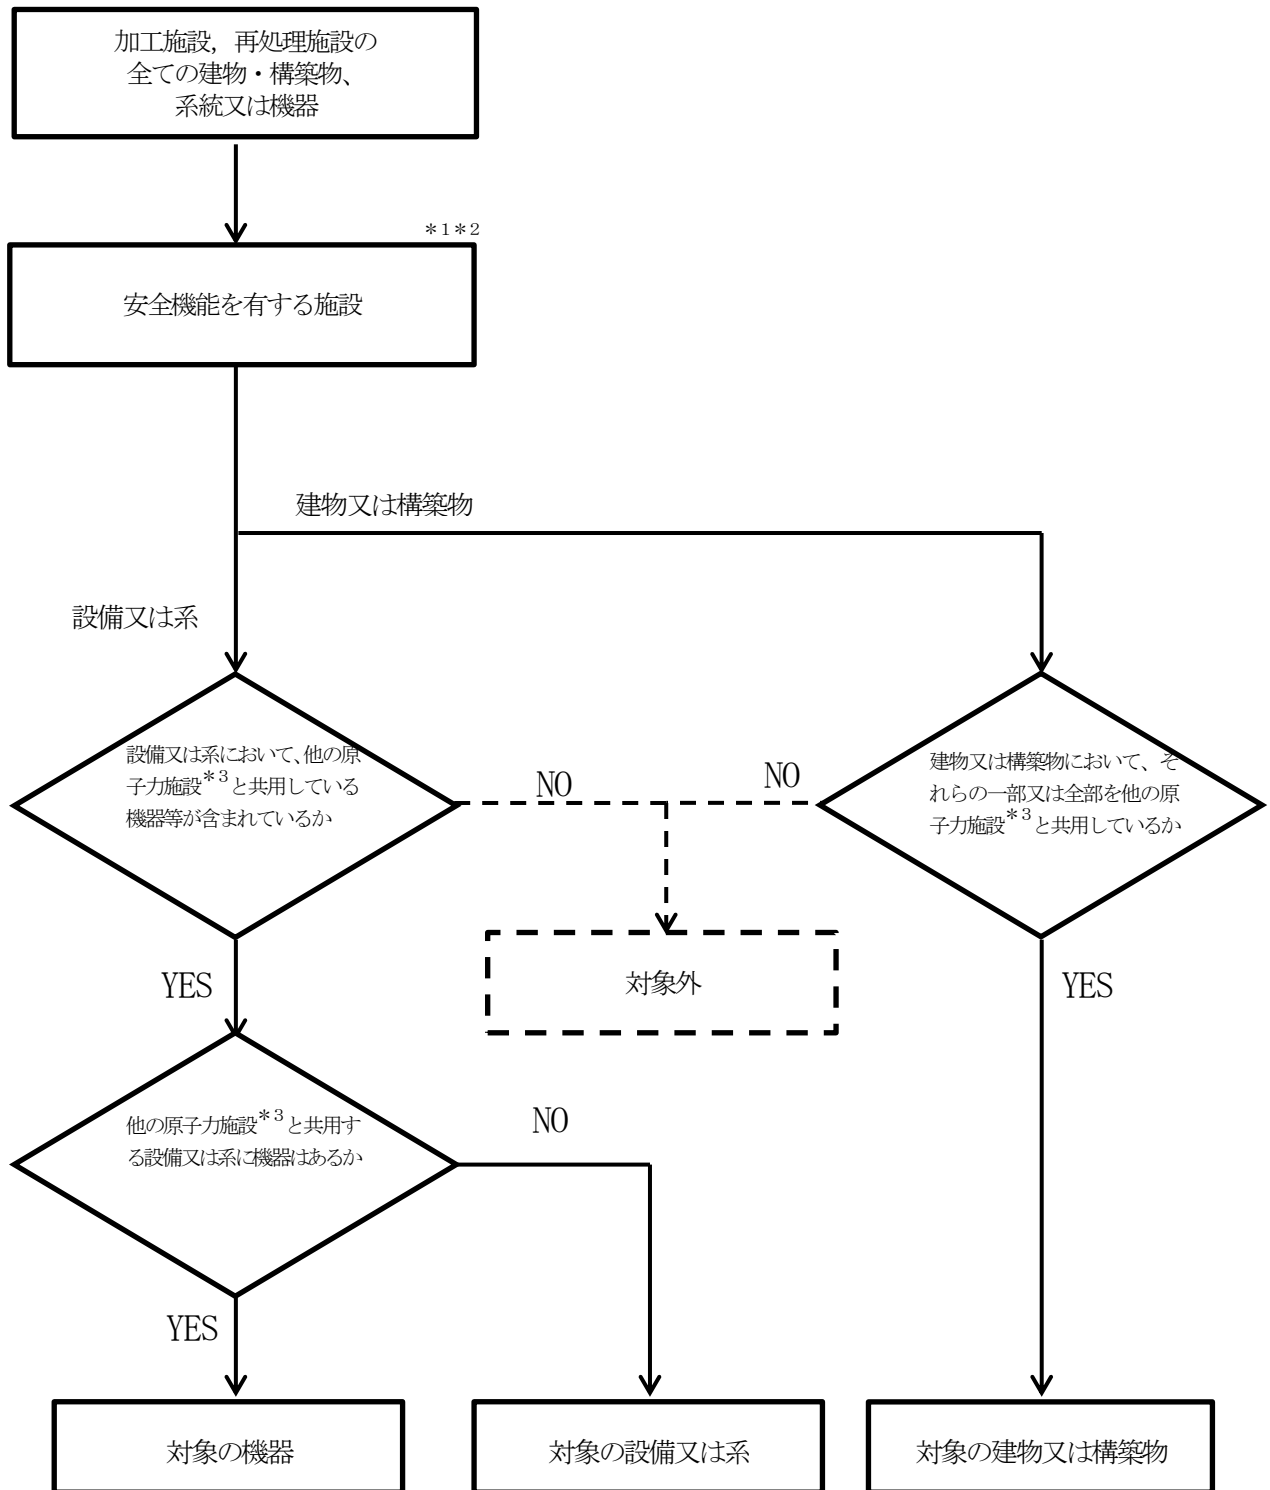 加工施設，再処理施設の
全ての建物・構築物、
系統又は機器
*1*2
安全機能を有する施設
建物又は構築物
設備又は系
設備又は系において、他の原
子力施設*3と共用している
機器等が含まれているか
NO
NO
建物又は構築物において、そ
れらの一部又は全部を他の原
子力施設*3と共用しているか
対象外
YES
YES
他の原子力施設*3と共用す
る設備又は系に機器はあるか
NO
YES
対象の機器
対象の設備又は系
対象の建物又は構築物